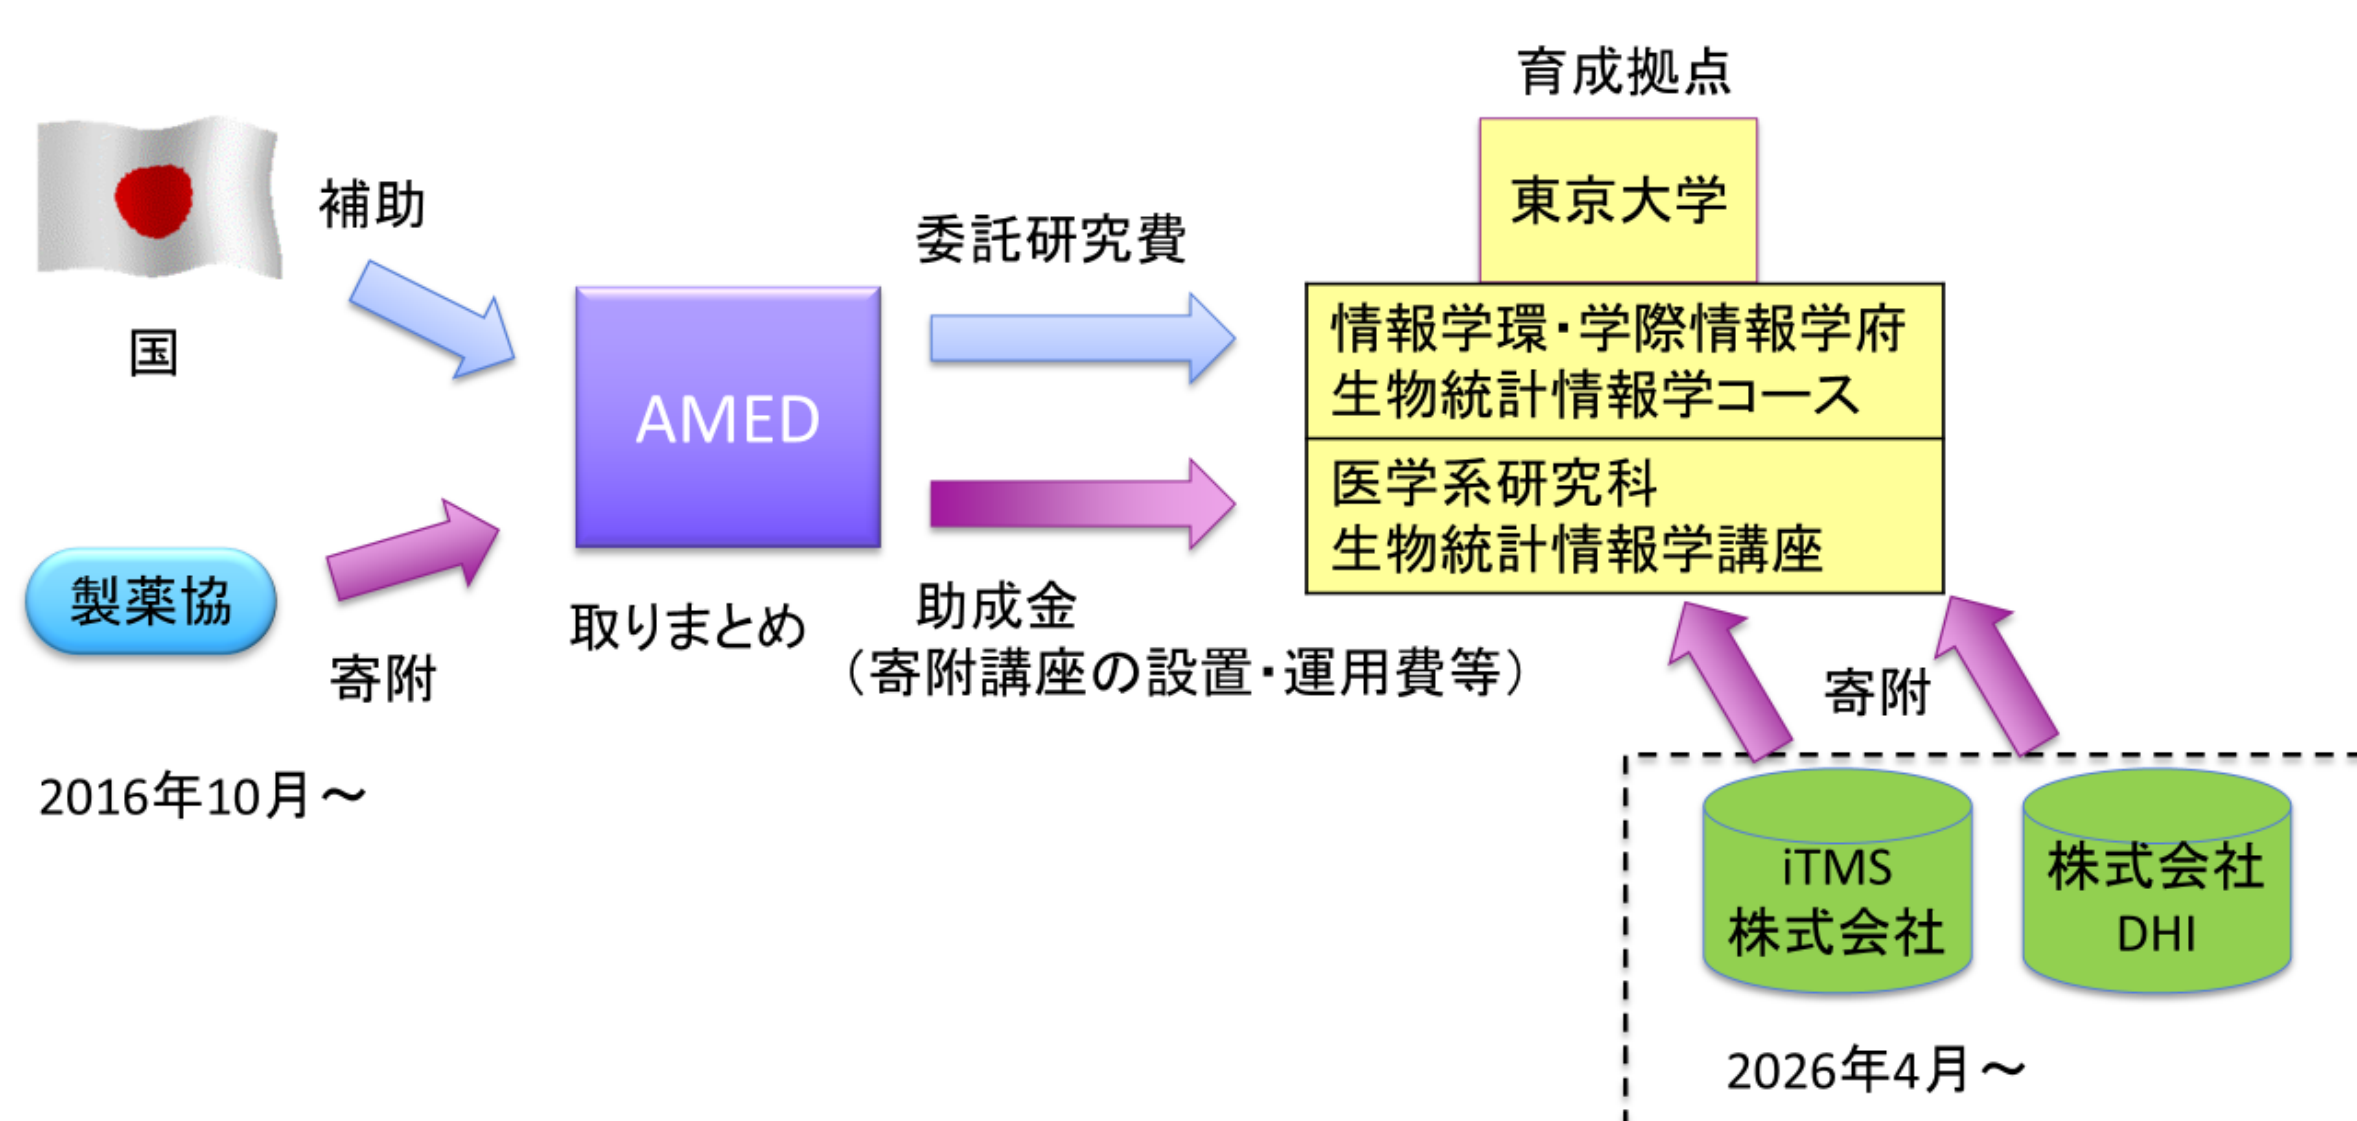 育成拠点
東京大学
補助
委託研究費
国
AMED
情報学環・学際情報学府
生物統計情報学コース
医学系研究科
生物統計情報学講座
製薬協
寄附
取りまとめ
助成金
（寄附講座の設置・運用費等）
寄附
2016年10月～
iTMS
株式会社
株式会社
DHI
2026年4月～